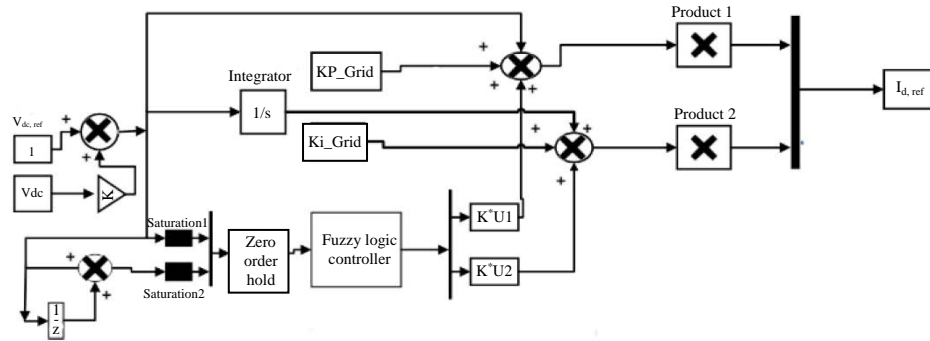 Product 1
KP_Grid
Integrator
1/s
I_d, ref
V_dc, ref
1
Product 2
Ki_Grid
Vdc
K
Saturation1
Zero
order
hold
Fuzzy logic
controller
K*U1
K*U2
Saturation2
1
z